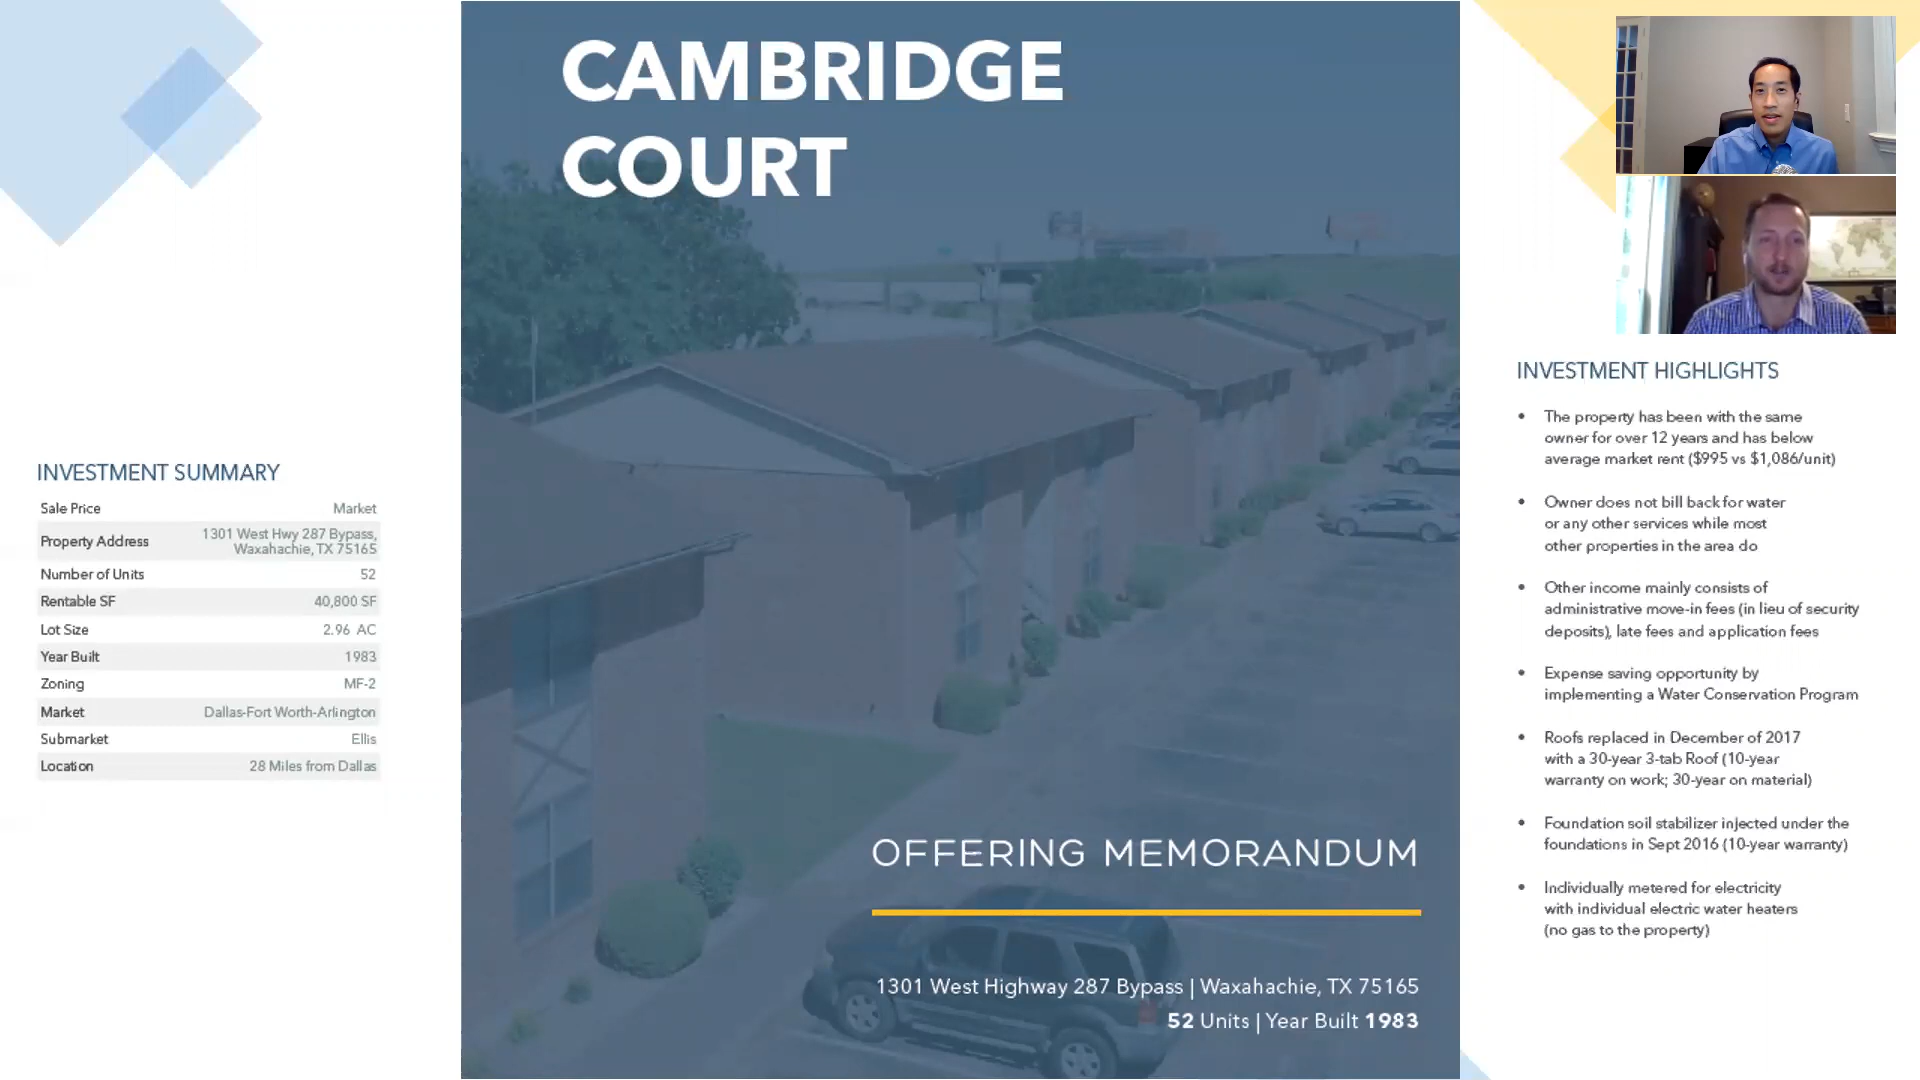 CAMBRIDGE
COURT
INVESTMENT SUMMARY
Sale Price Market
Property Address 1301 West Hwy 287 Bypass,
Waxahachie, TX 75165
Number of Units 52
Rentable SF 40,800 SF
Lot Size 2.96 AC
Year Built 1983
Zoning MF-2
Market Dallas-Fort Worth-Arlington
Submarket Ellis
Location 28 Miles from Dallas
OFFERING MEMORANDUM
1301 West Highway 287 Bypass | Waxahachie, TX 75165
52 Units | Year Built 1983
INVESTMENT HIGHLIGHTS
• The property has been with the same
owner for over 12 years and has below
average market rent ($995 vs $1,086/unit)
• Owner does not bill back for water
or any other services while most
other properties in the area do
• Other income mainly consists of
administrative move-in fees (in lieu of security
deposits), late fees and application fees
• Expense saving opportunity by
implementing a Water Conservation Program
• Roofs replaced in December of 2017
with a 30-year 3-tab Roof (10-year
warranty on work; 30-year on material)
• Foundation soil stabilizer injected under the
foundations in Sept 2016 (10-year warranty)
• Individually metered for electricity
with individual electric water heaters
(no gas to the property)